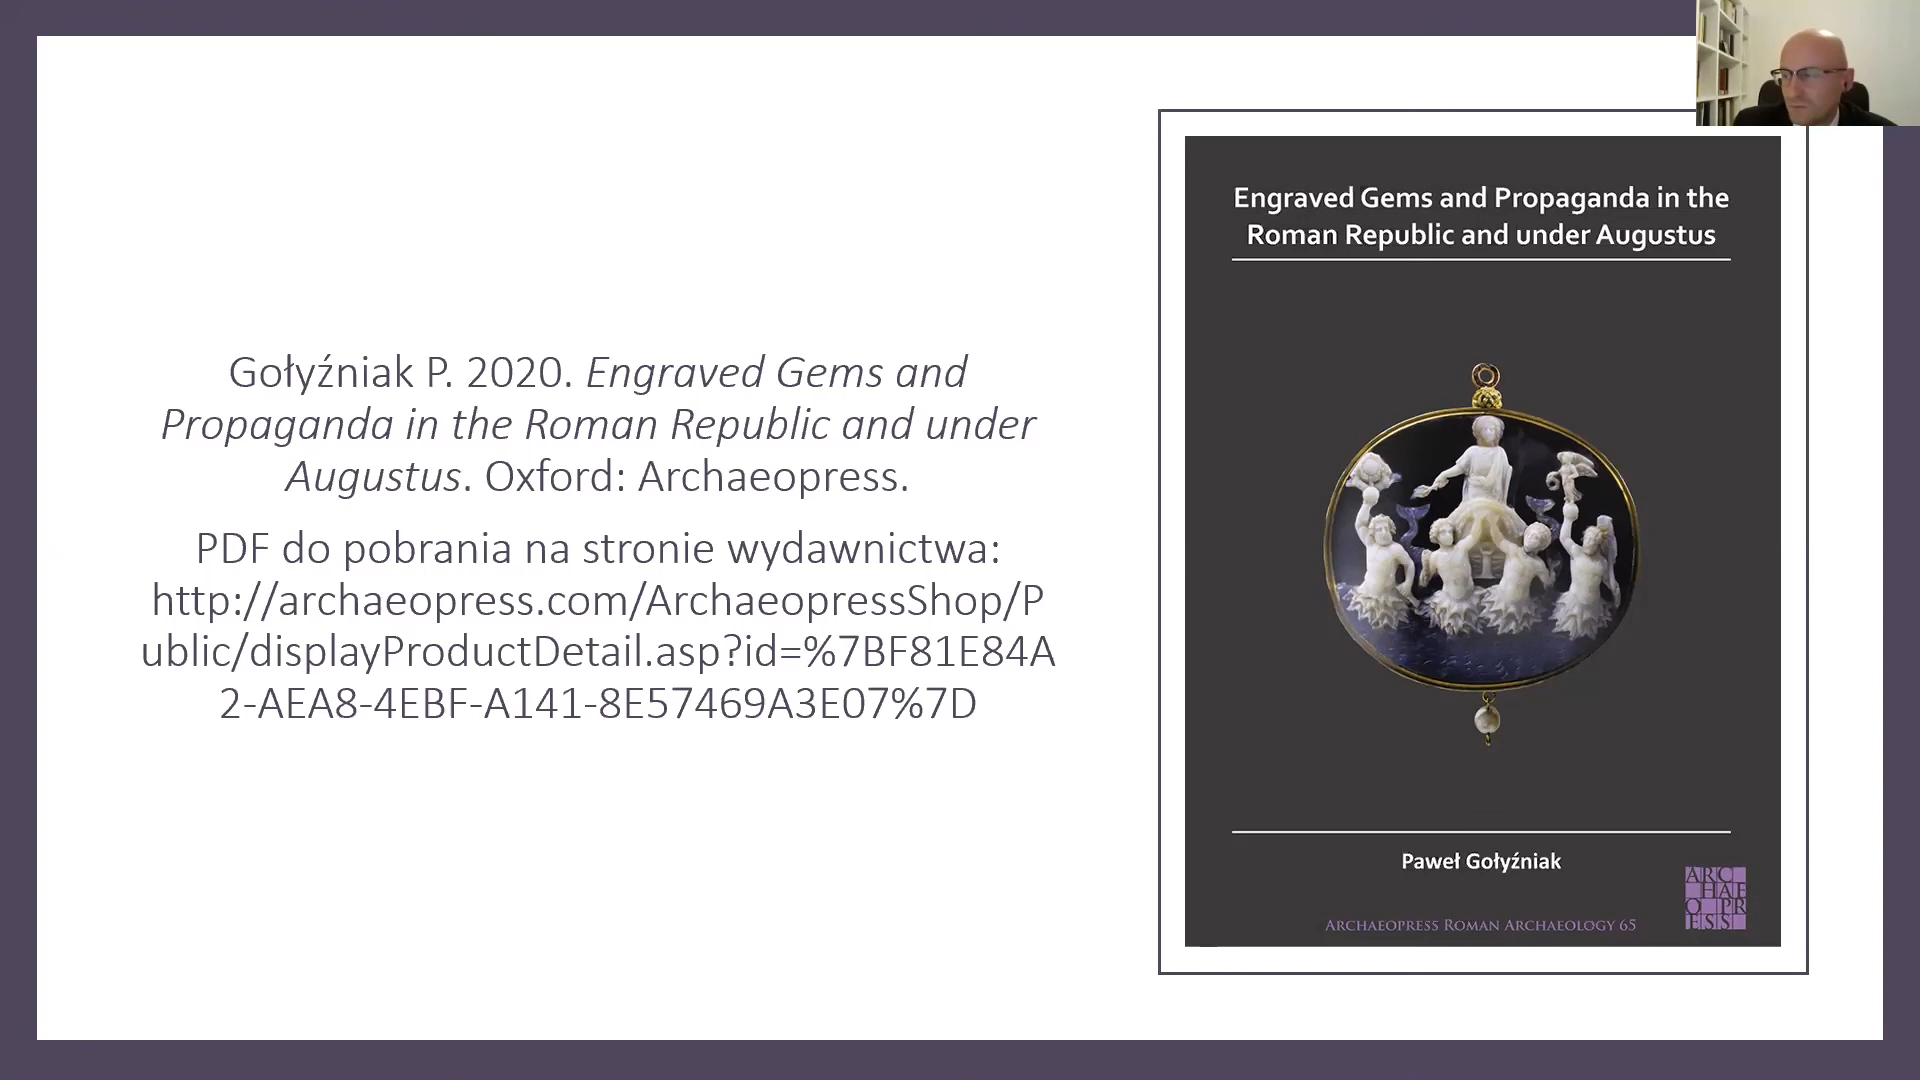 Gołyźniak P. 2020. Engraved Gems and
Propaganda in the Roman Republic and under
Augustus. Oxford: Archaeopress.
PDF do pobrania na stronie wydawnictwa:
http://archaeopress.com/ArchaeopressShop/P
ublic/displayProductDetail.asp?id=%7BF81E84A
2-AEA8-4EBF-A141-8E57469A3E07%7D
Engraved Gems and Propaganda in the
Roman Republic and under Augustus
Paweł Gołyźniak
ARCHAEOPRESS ROMAN ARCHAEOLOGY 65
ARC
HAE
O PR
ESS